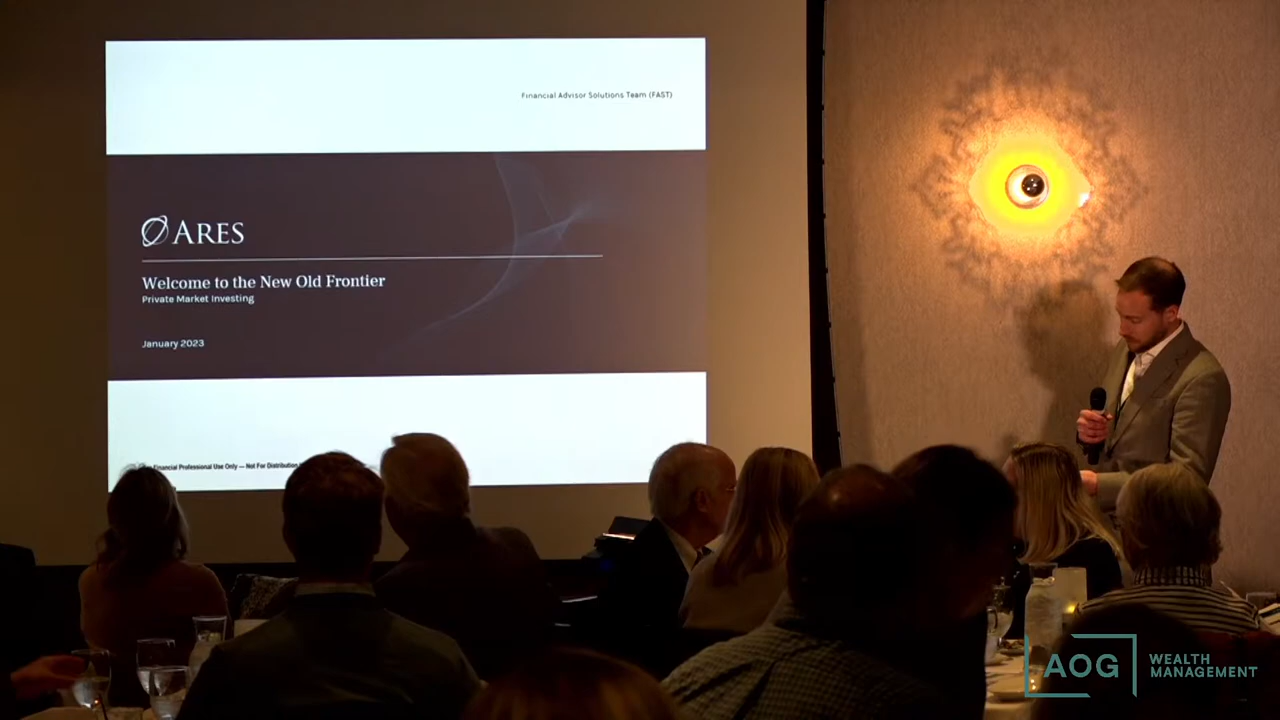 Financial Advisor Solutions Team (FAST)
ARES
Welcome to the New Old Frontier
Private Market Investing
January 2023
Financial Professional Use Only — Not For Distribution
AOG
WEALTH
MANAGEMENT